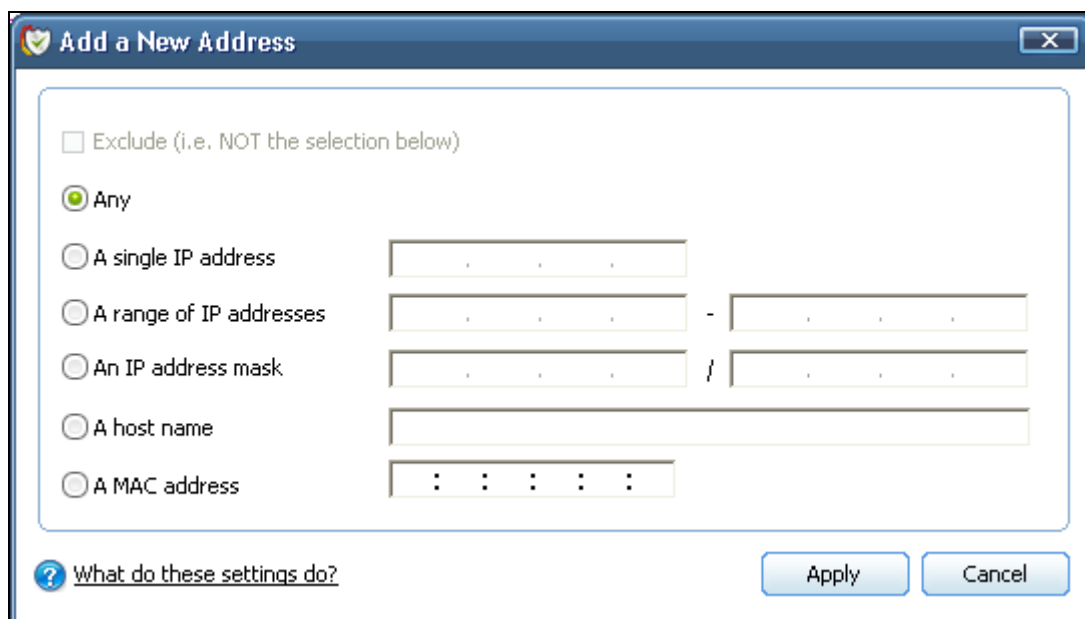 Add a New Address
Exclude (i.e. NOT the selection below)
Any
A single IP address . . .
A range of IP addresses . . . - . . .
An IP address mask . . . / . . .
A host name
A MAC address : : : : :
What do these settings do? Apply Cancel